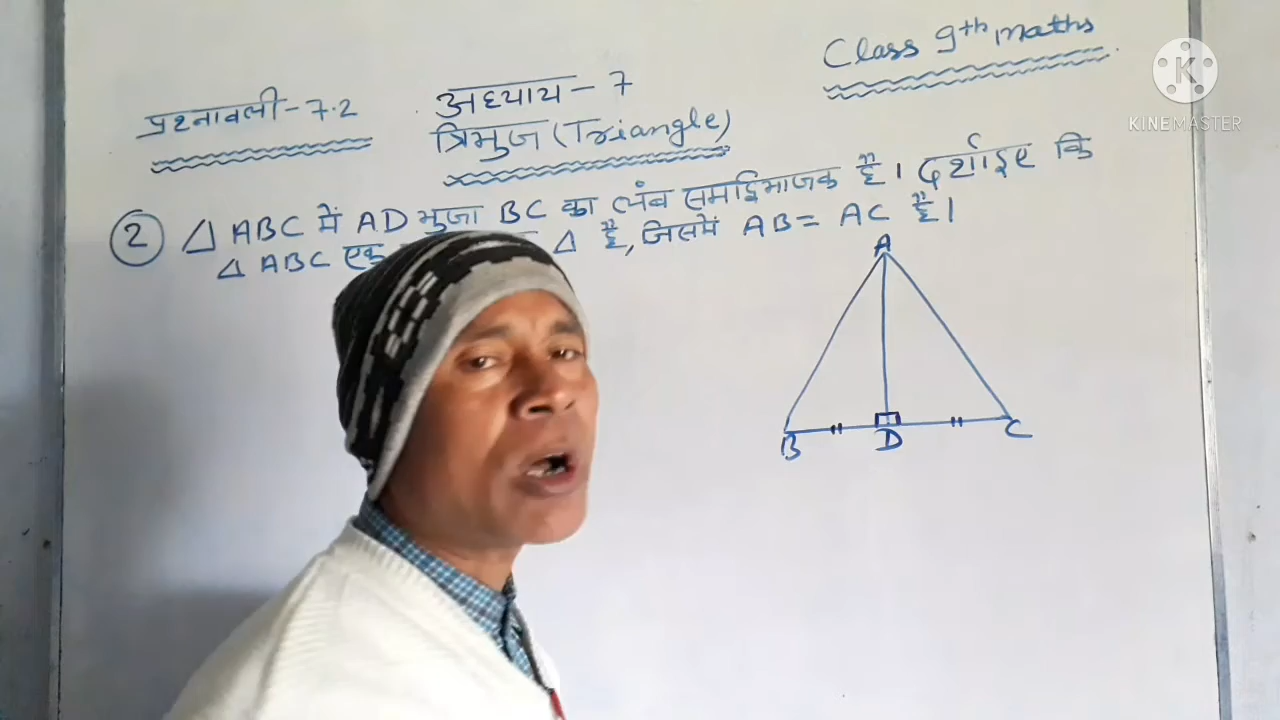 Class 9th maths
अध्याय-7
प्रश्नावली-7.2
त्रिभुज (Triangle)
2 △ ABC में AD भुजा BC का लंब समद्विभाजक है। दर्शाइए कि
△ ABC एक △ है, जिसमें AB = AC है।
A
B
D
C
K
KINEMASTER